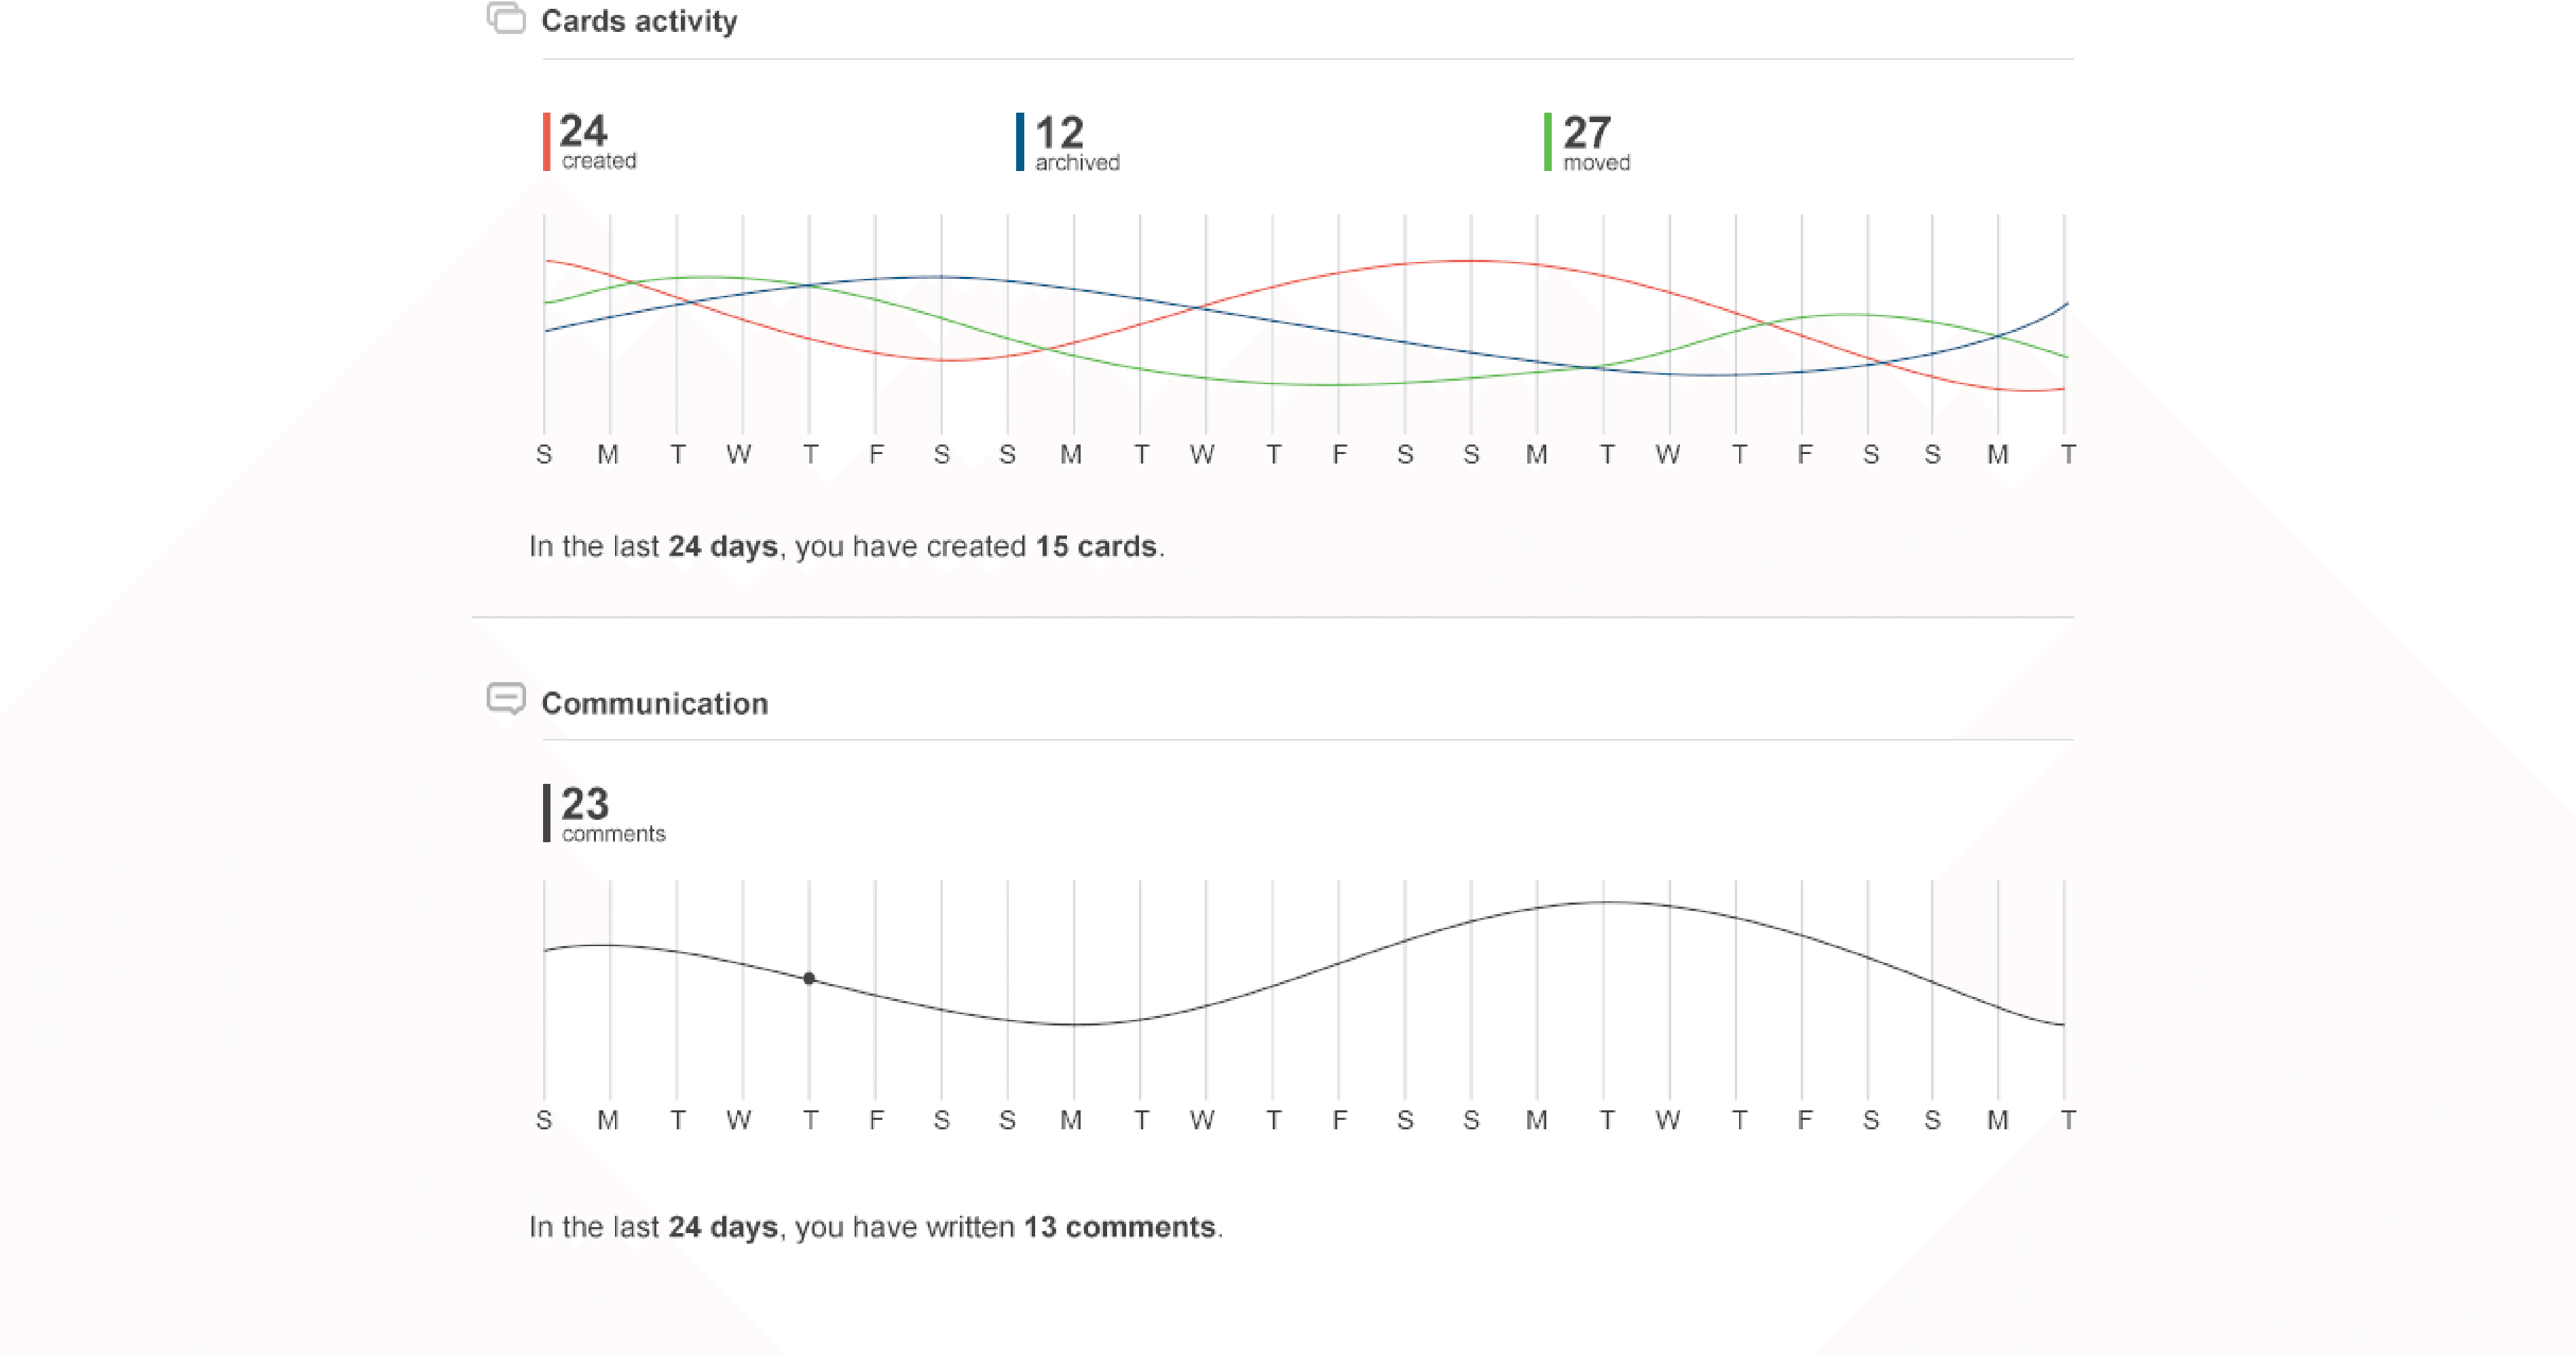 Cards activity
24 12 27
created archived moved
S M T W T F S S M T W T F S S M T W T F S S M T
In the last 24 days, you have created 15 cards.
Communication
23
comments
S M T W T F S S M T W T F S S M T W T F S S M T
In the last 24 days, you have written 13 comments.